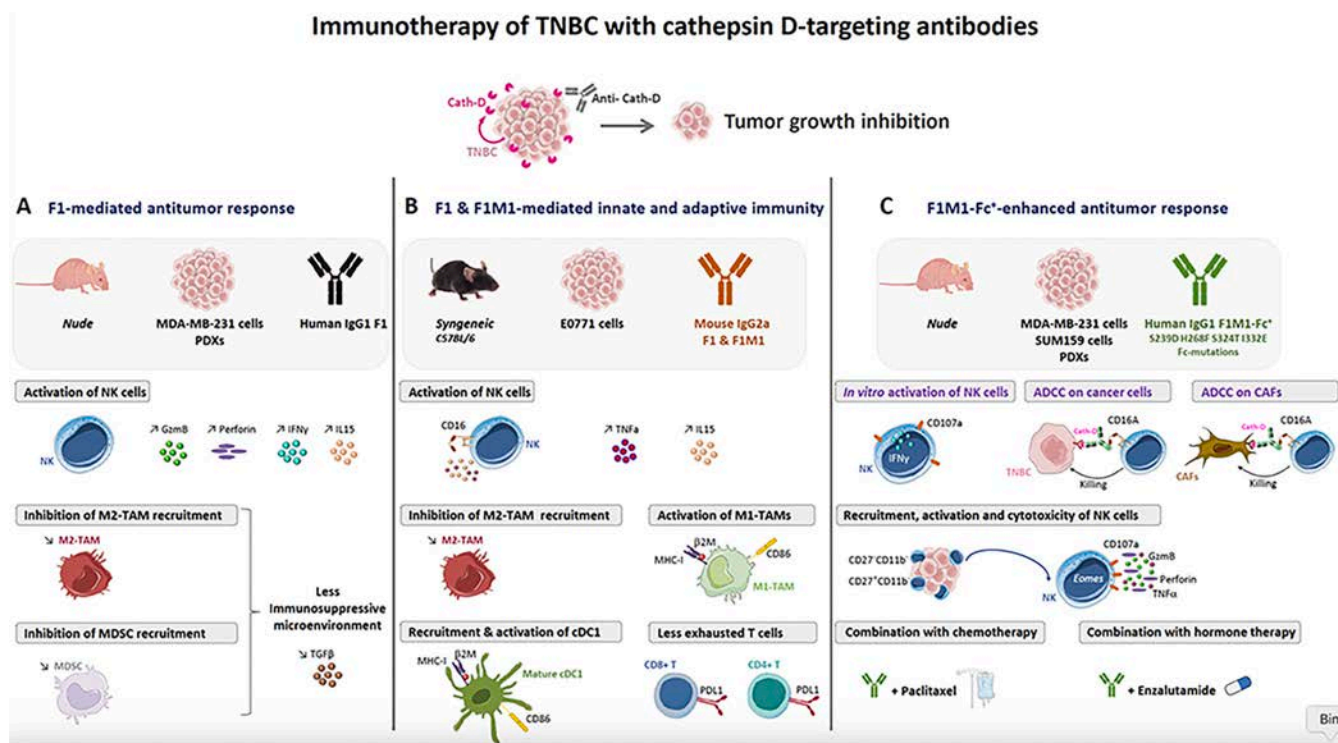 Immunotherapy of TNBC with cathepsin D-targeting antibodies
Cath-D
Anti- Cath-D
TNBC
Tumor growth inhibition
A F1-mediated antitumor response
Nude
MDA-MB-231 cells
PDXs
Human IgG1 F1
Activation of NK cells
NK
↗ GzmB
↗ Perforin
↗ IFNγ
↗ IL15
Inhibition of M2-TAM recruitment
↘ M2-TAM
Inhibition of MDSC recruitment
↘ MDSC
Less
Immunosuppressive
microenvironment
↘ TGFβ
B F1 & F1M1-mediated innate and adaptive immunity
Syngeneic
C57BL/6
E0771 cells
Mouse IgG2a
F1 & F1M1
Activation of NK cells
CD16
NK
↗ TNFa
↗ IL15
Inhibition of M2-TAM recruitment
↘ M2-TAM
Activation of M1-TAMs
β2M
MHC-I
CD86
M1-TAM
Recruitment & activation of cDC1
β2M
MHC-I
Mature cDC1
CD86
Less exhausted T cells
CD8+ T
PDL1
CD4+ T
PDL1
C F1M1-Fc⁺-enhanced antitumor response
Nude
MDA-MB-231 cells
SUM159 cells
PDXs
Human IgG1 F1M1-Fc⁺
S239D H268F S324T I332E
Fc-mutations
In vitro activation of NK cells
CD107a
IFNγ
NK
ADCC on cancer cells
Cath-D
CD16A
TNBC
Killing
ADCC on CAFs
Cath-D
CD16A
CAFs
Killing
Recruitment, activation and cytotoxicity of NK cells
CD27⁻CD11b⁻
CD27⁺CD11b⁻
CD107a
GzmB
Eomes
Perforin
NK
TNFα
Combination with chemotherapy
+ Paclitaxel
Combination with hormone therapy
+ Enzalutamide
Bin